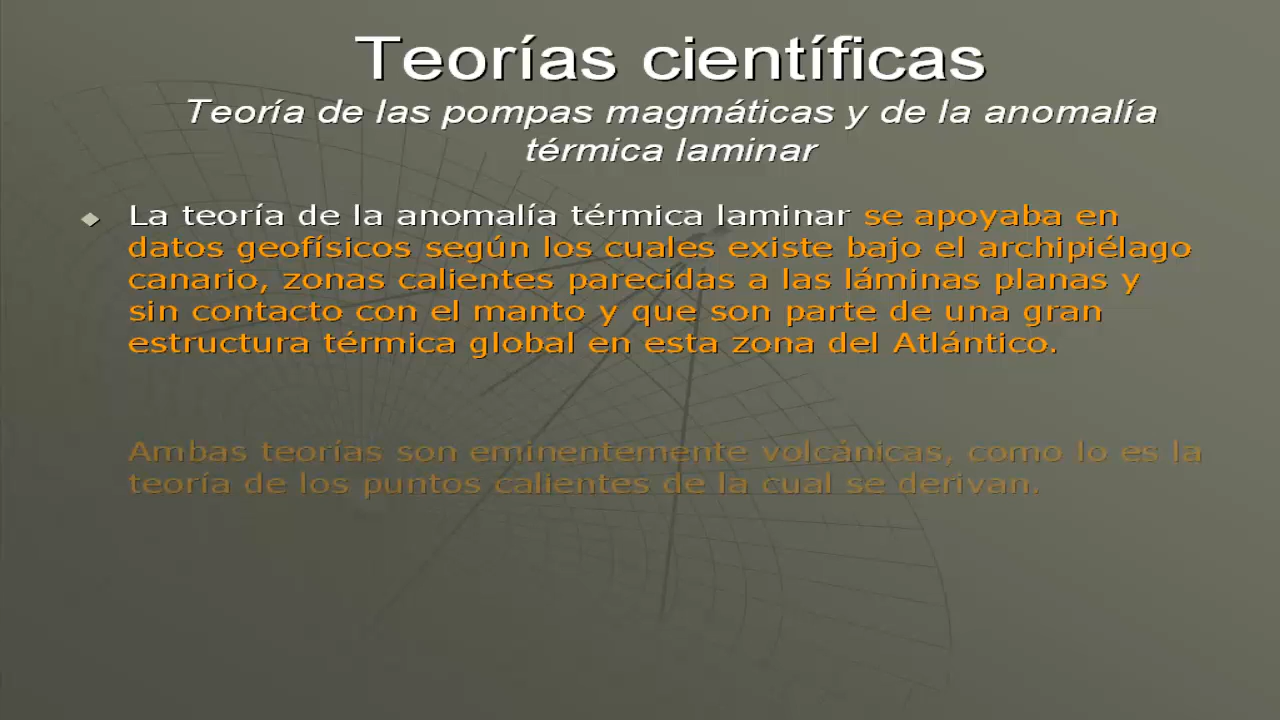 Teorías científicas
Teoría de las pompas magmáticas y de la anomalía
térmica laminar
La teoría de la anomalía térmica laminar se apoyaba en
datos geofísicos según los cuales existe bajo el archipiélago
canario, zonas calientes parecidas a las láminas planas y
sin contacto con el manto y que son parte de una gran
estructura térmica global en esta zona del Atlántico.
Ambas teorías son eminentemente volcánicas, como lo es la
teoría de los puntos calientes de la cual se derivan.